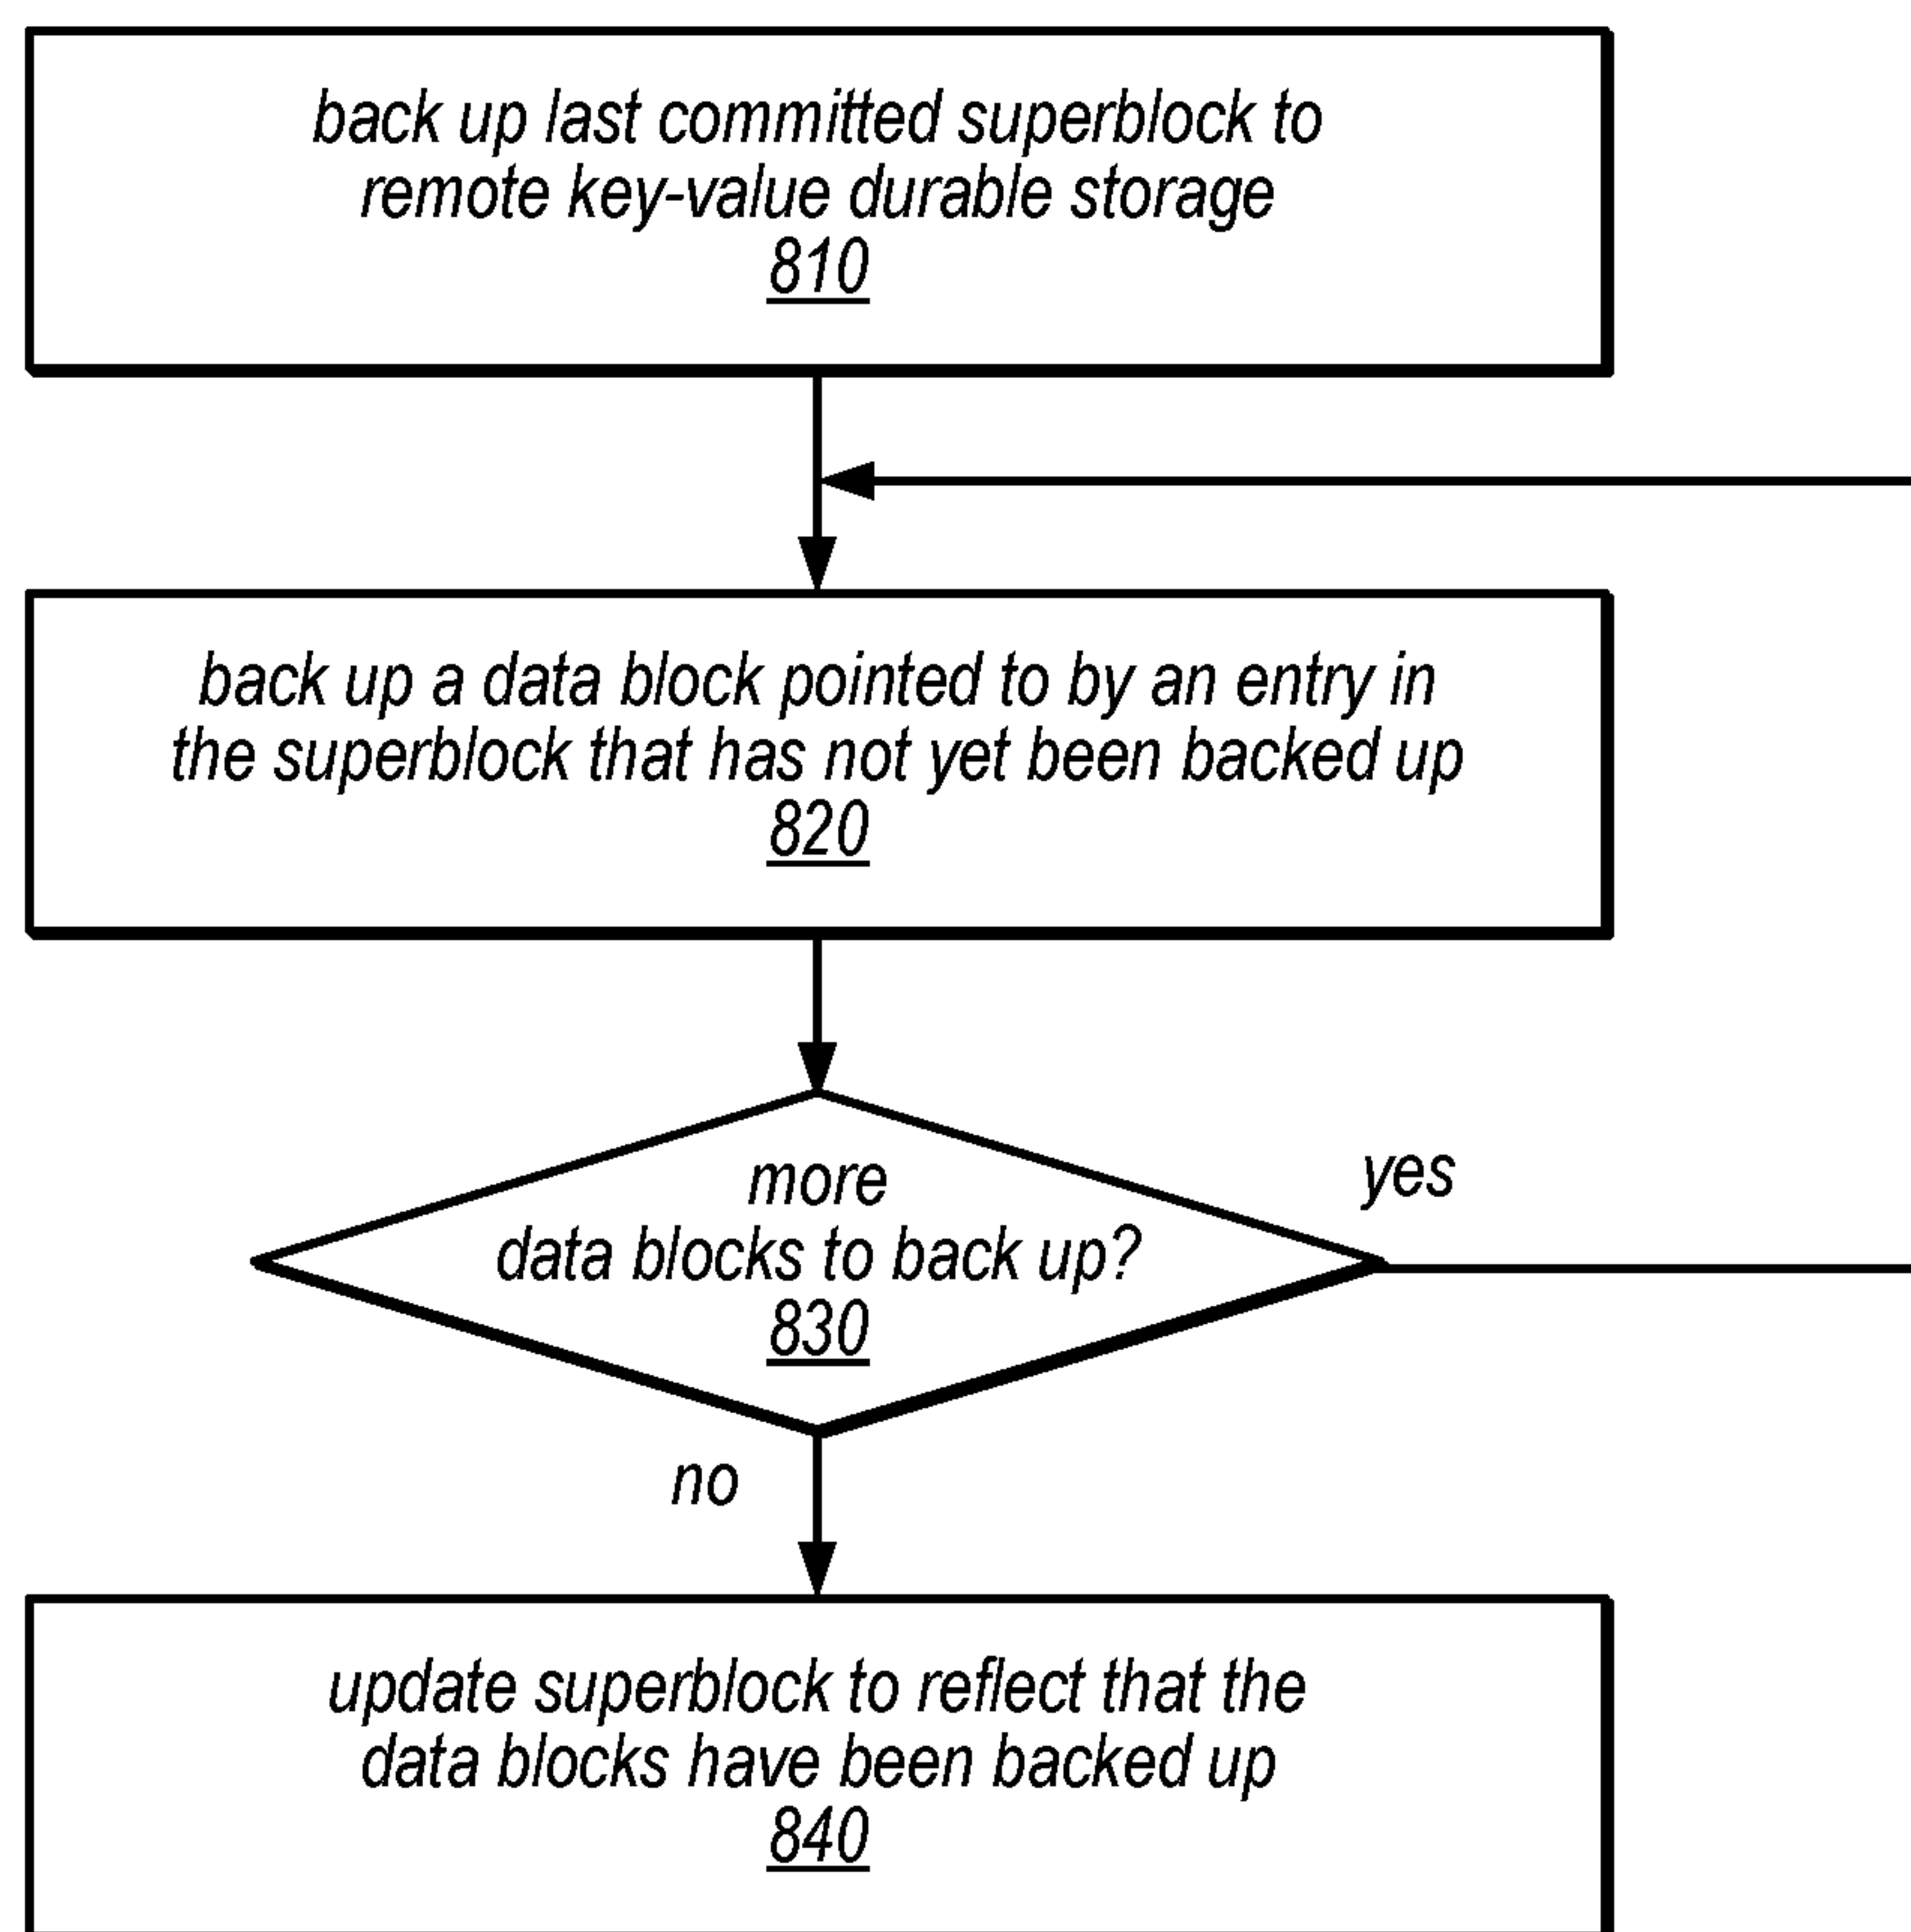 back up last committed superblock to
remote key-value durable storage
810
back up a data block pointed to by an entry in
the superblock that has not yet been backed up
820
more
data blocks to back up?
830
yes
no
update superblock to reflect that the
data blocks have been backed up
840